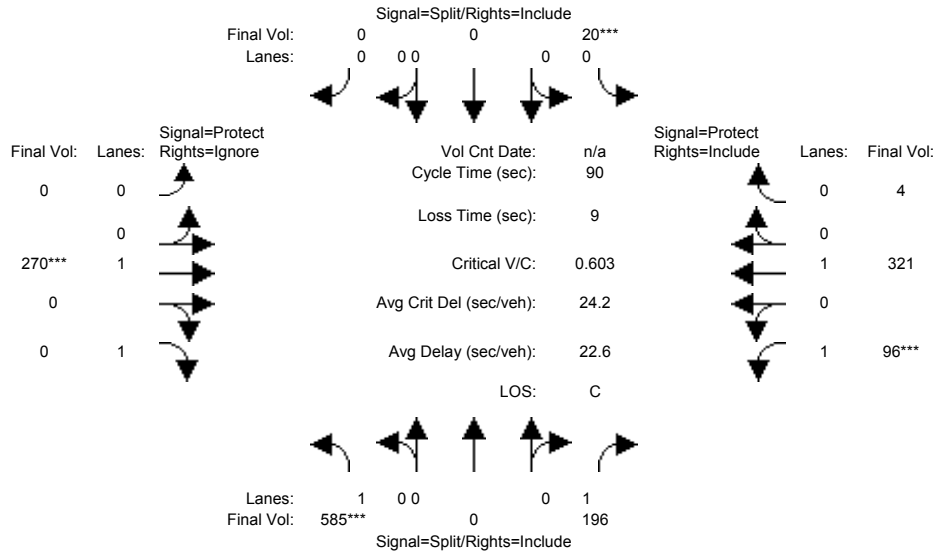 Signal=Split/Rights=Include
Final Vol: 0 0 20***
Lanes: 0 0 0 0 0
Signal=Protect
Final Vol: Lanes: Rights=Ignore
Vol Cnt Date: n/a
Signal=Protect
Rights=Include Lanes: Final Vol:
Cycle Time (sec): 90
0 0
0 4
Loss Time (sec): 9
0
0
270*** 1
Critical V/C: 0.603
1 321
0
Avg Crit Del (sec/veh): 24.2
0
0 1
Avg Delay (sec/veh): 22.6
1 96***
LOS: C
Lanes: 1 0 0 0 1
Final Vol: 585*** 0 196
Signal=Split/Rights=Include